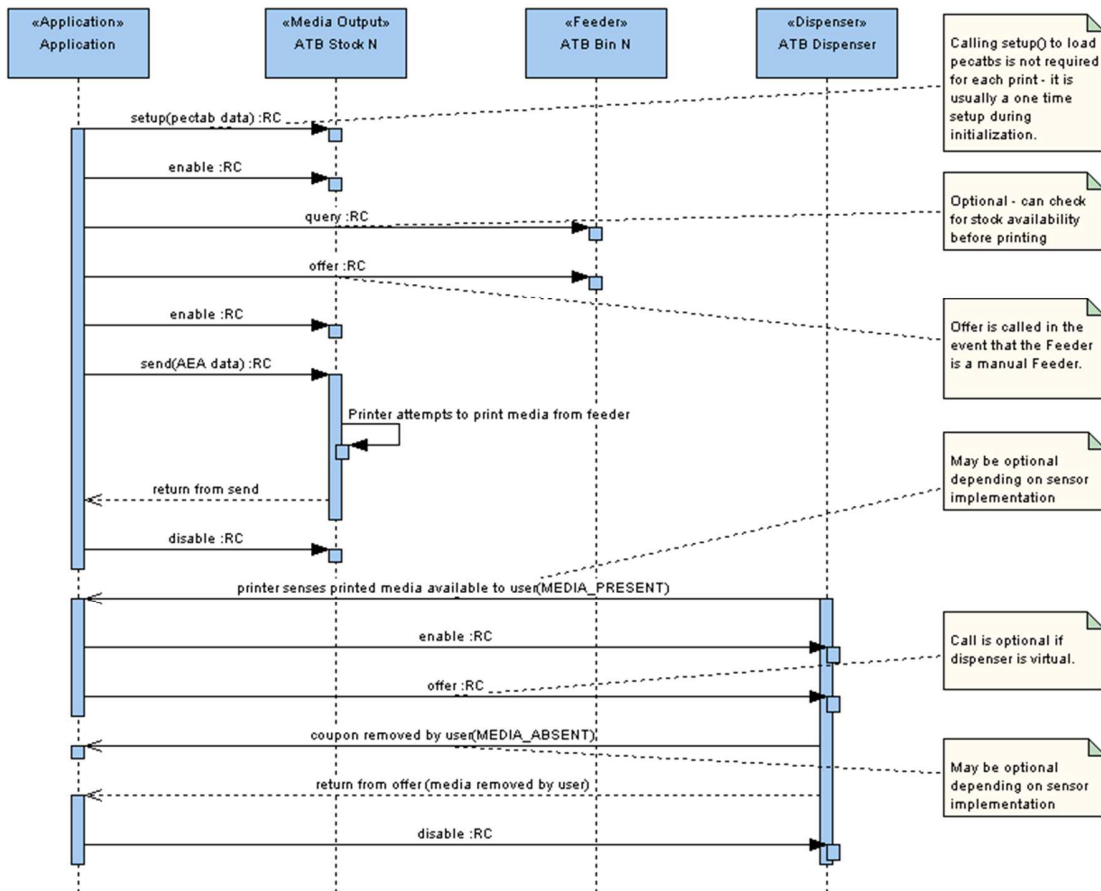 «Application»
Application
«Media Output»
ATB Stock N
«Feeder»
ATB Bin N
«Dispenser»
ATB Dispenser
Calling setup() to load
pecatbs is not required
for each print - it is
usually a one time
setup during
initialization.
setup(pectab data) :RC
enable :RC
query :RC
Optional - can check
for stock availability
before printing
offer :RC
enable :RC
Offer is called in the
event that the Feeder
is a manual Feeder.
send(AEA data) :RC
Printer attempts to print media from feeder
return from send
May be optional
depending on sensor
implementation
disable :RC
printer senses printed media available to user(MEDIA_PRESENT)
enable :RC
Call is optional if
dispenser is virtual.
offer :RC
coupon removed by user(MEDIA_ABSENT)
May be optional
depending on sensor
implementation
return from offer (media removed by user)
disable :RC